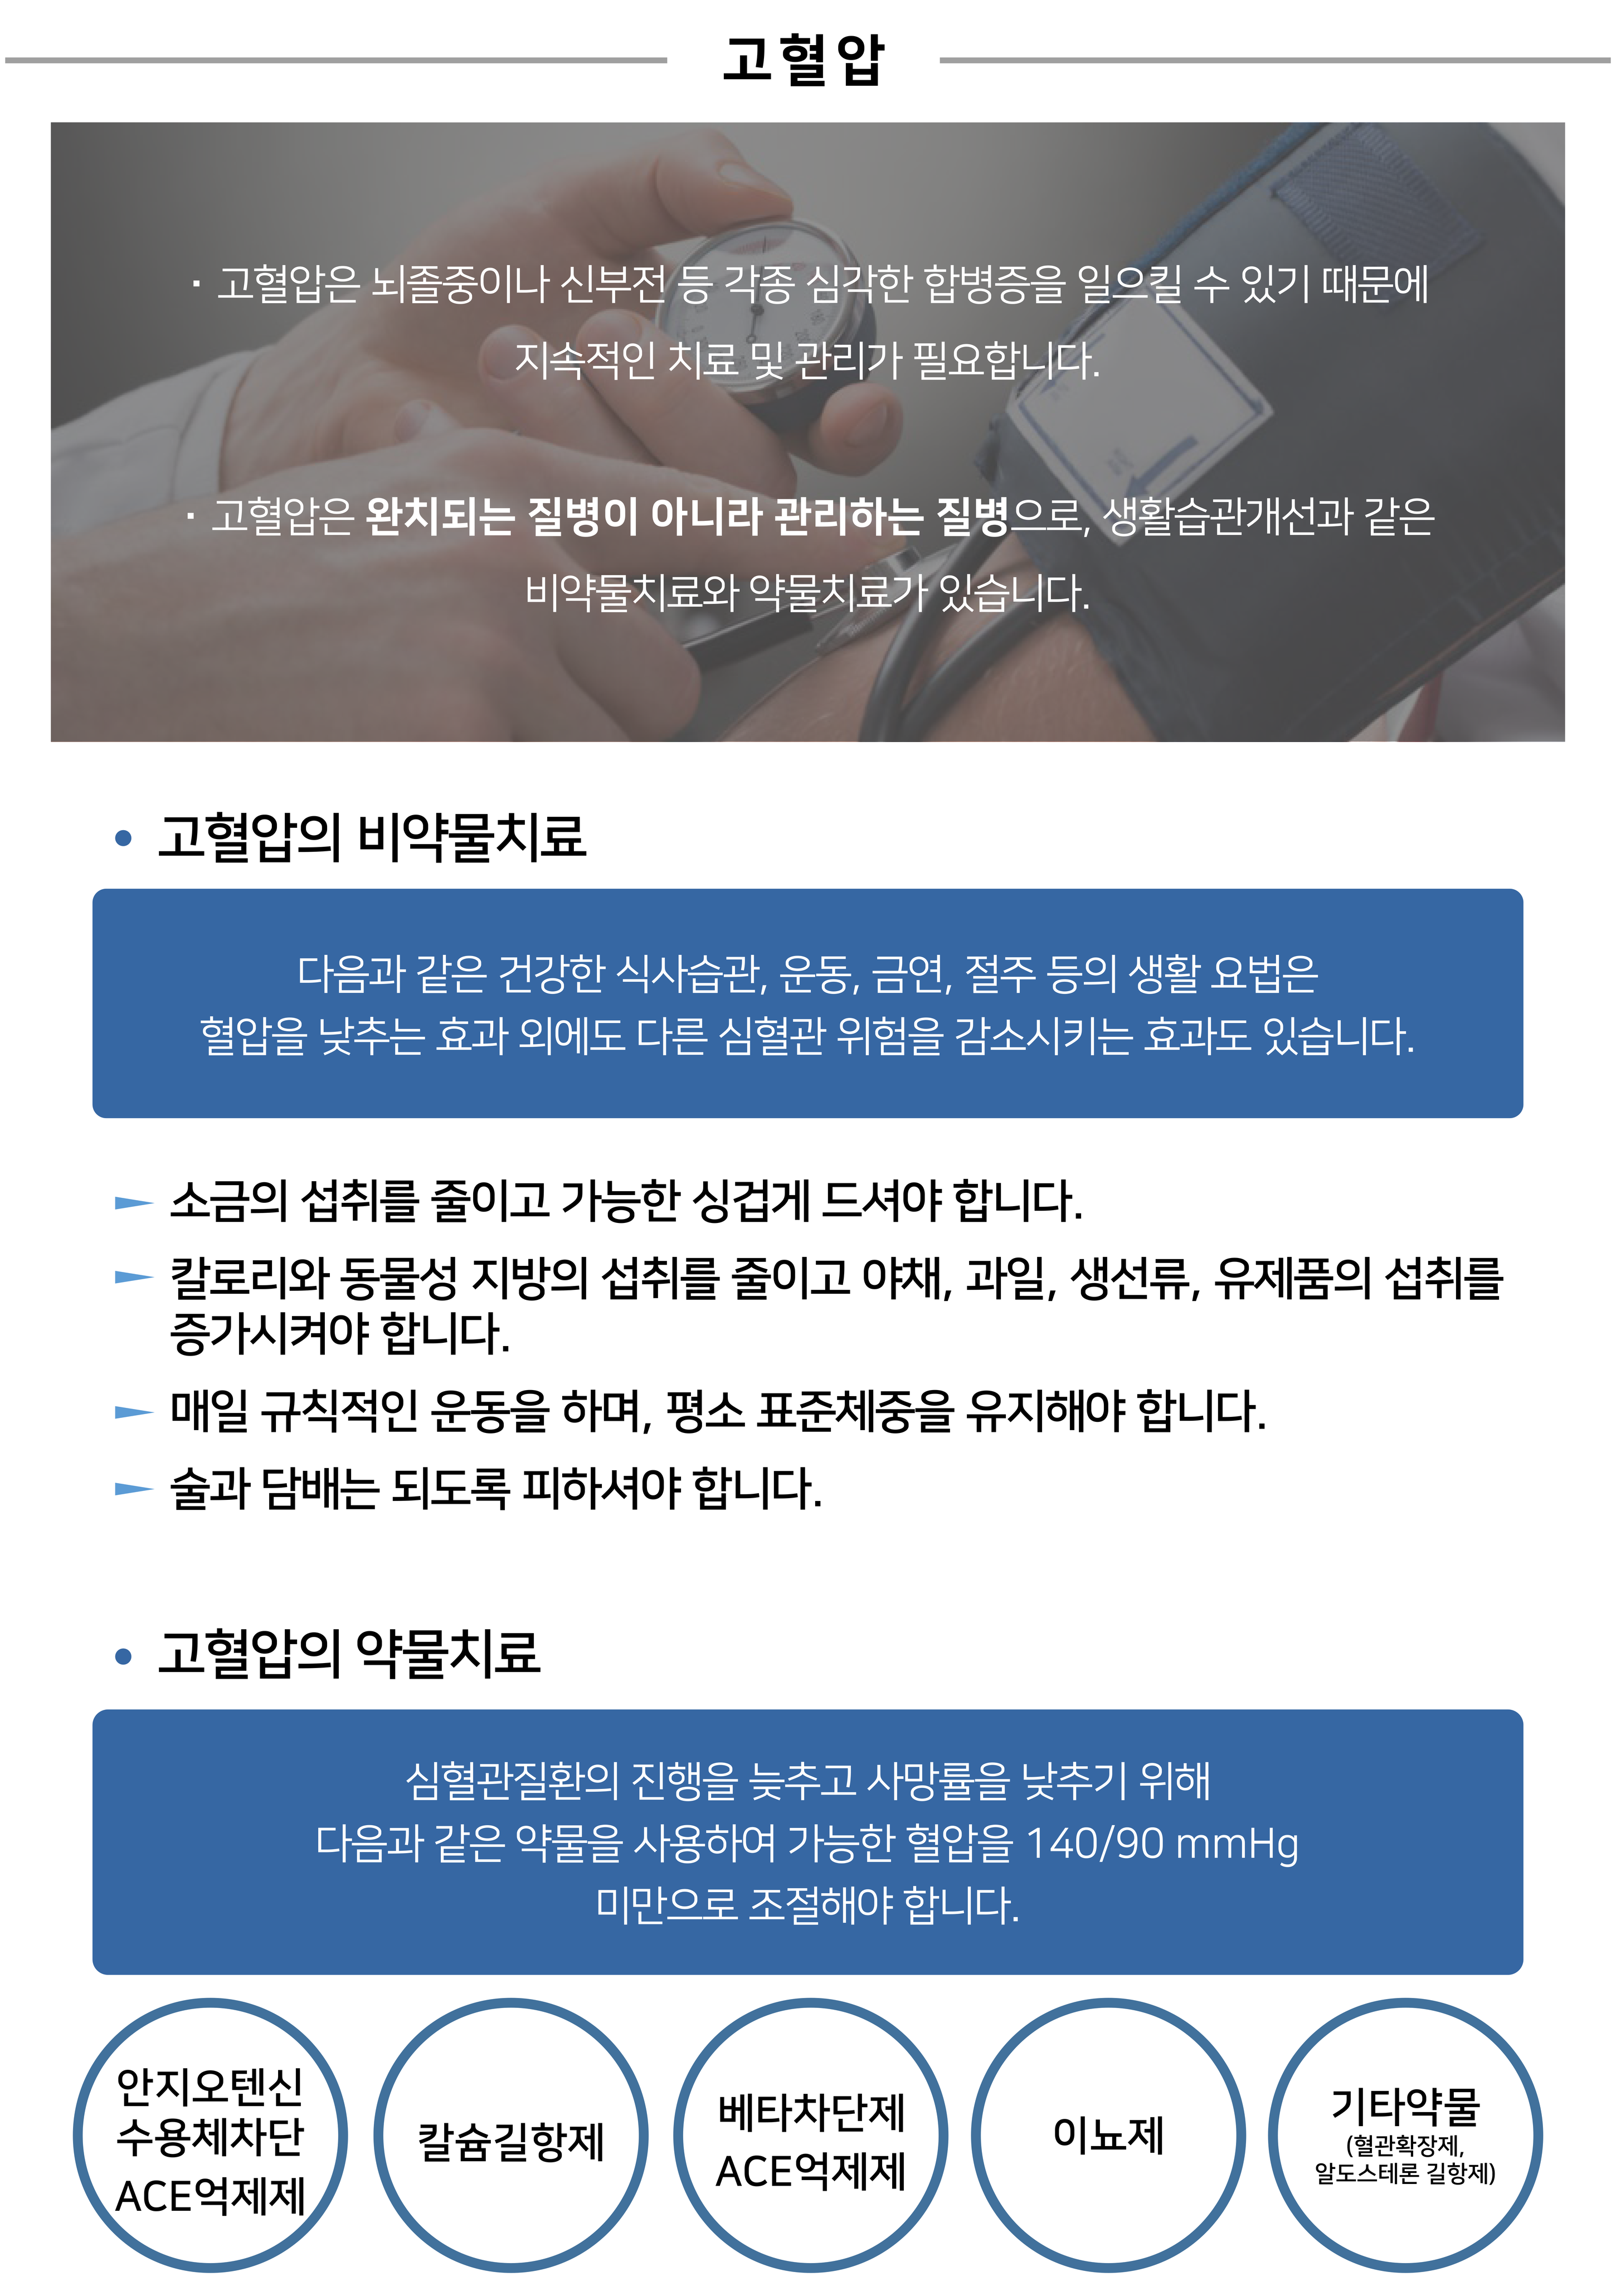 고혈압
· 고혈압은 뇌졸중이나 신부전 등 각종 심각한 합병증을 일으킬 수 있기 때문에
지속적인 치료 및 관리가 필요합니다.
· 고혈압은 완치되는 질병이 아니라 관리하는 질병으로, 생활습관개선과 같은
비약물치료와 약물치료가 있습니다.
• 고혈압의 비약물치료
다음과 같은 건강한 식사습관, 운동, 금연, 절주 등의 생활 요법은
혈압을 낮추는 효과 외에도 다른 심혈관 위험을 감소시키는 효과도 있습니다.
소금의 섭취를 줄이고 가능한 싱겁게 드셔야 합니다.
칼로리와 동물성 지방의 섭취를 줄이고 야채, 과일, 생선류, 유제품의 섭취를
증가시켜야 합니다.
매일 규칙적인 운동을 하며, 평소 표준체중을 유지해야 합니다.
술과 담배는 되도록 피하셔야 합니다.
• 고혈압의 약물치료
심혈관질환의 진행을 늦추고 사망률을 낮추기 위해
다음과 같은 약물을 사용하여 가능한 혈압을 140/90 mmHg
미만으로 조절해야 합니다.
안지오텐신
수용체차단
ACE억제제
칼슘길항제
베타차단제
ACE억제제
이뇨제
기타약물
(혈관확장제,
알도스테론 길항제)